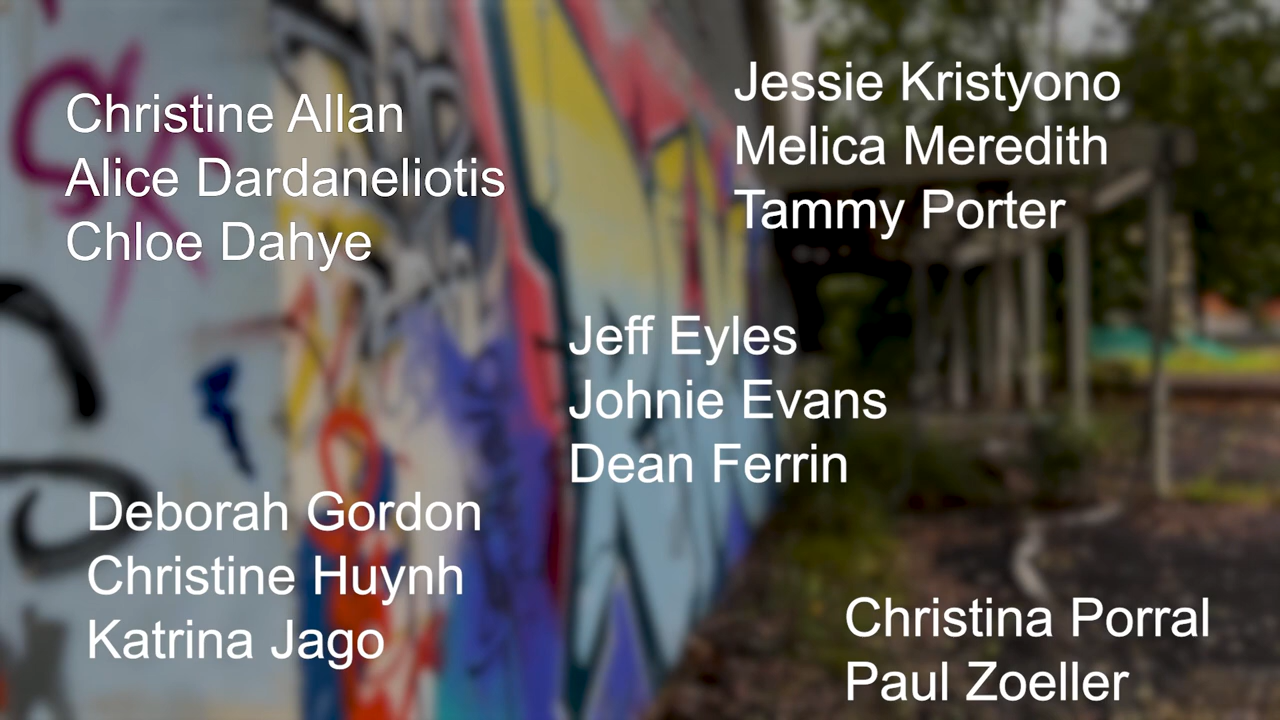 Christine Allan
Alice Dardaneliotis
Chloe Dahye
Jessie Kristyono
Melica Meredith
Tammy Porter
Jeff Eyles
Johnie Evans
Dean Ferrin
Deborah Gordon
Christine Huynh
Katrina Jago
Christina Porral
Paul Zoeller